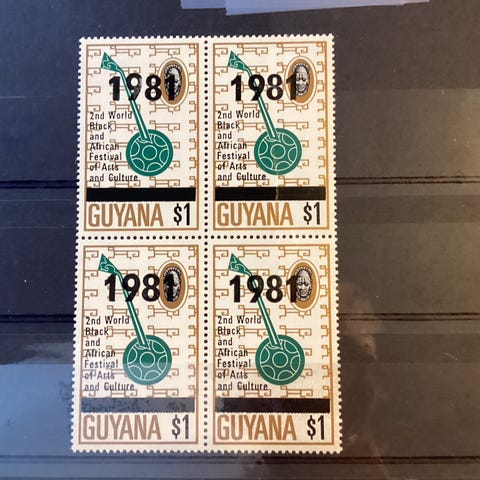 1981
2nd World
Black
and
African
Festival
of Arts
and Culture
GUYANA $1
1981
2nd World
Black
and
African
Festival
of Arts
and Culture
GUYANA $1
1981
2nd World
Black
and
African
Festival
of Arts
and Culture
GUYANA $1
1981
2nd World
Black
and
African
Festival
of Arts
and Culture
GUYANA $1